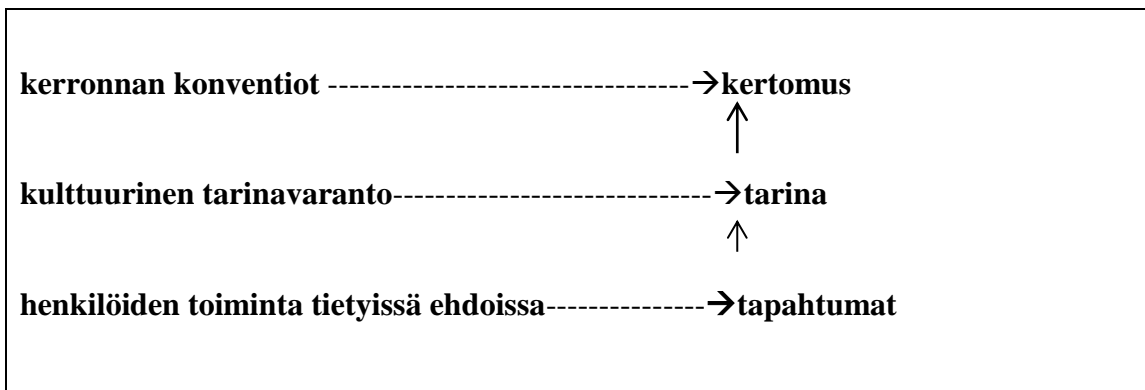 kerronnan konventiot ----------------------------------→kertomus
kulttuurinen tarinavaranto------------------------------→tarina
henkilöiden toiminta tietyissä ehdoissa---------------→tapahtumat